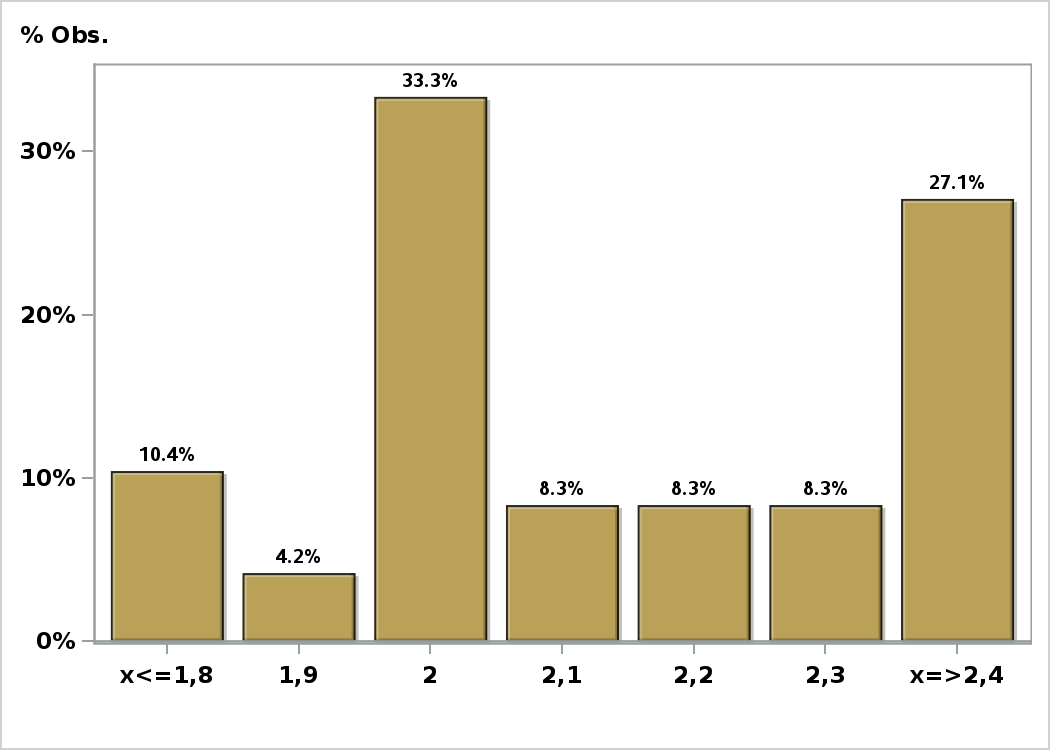 % Obs.
33.3%
30%
27.1%
20%
10.4%
10%
8.3% 8.3% 8.3%
4.2%
0%
x<=1,8 1,9 2 2,1 2,2 2,3 x=>2,4